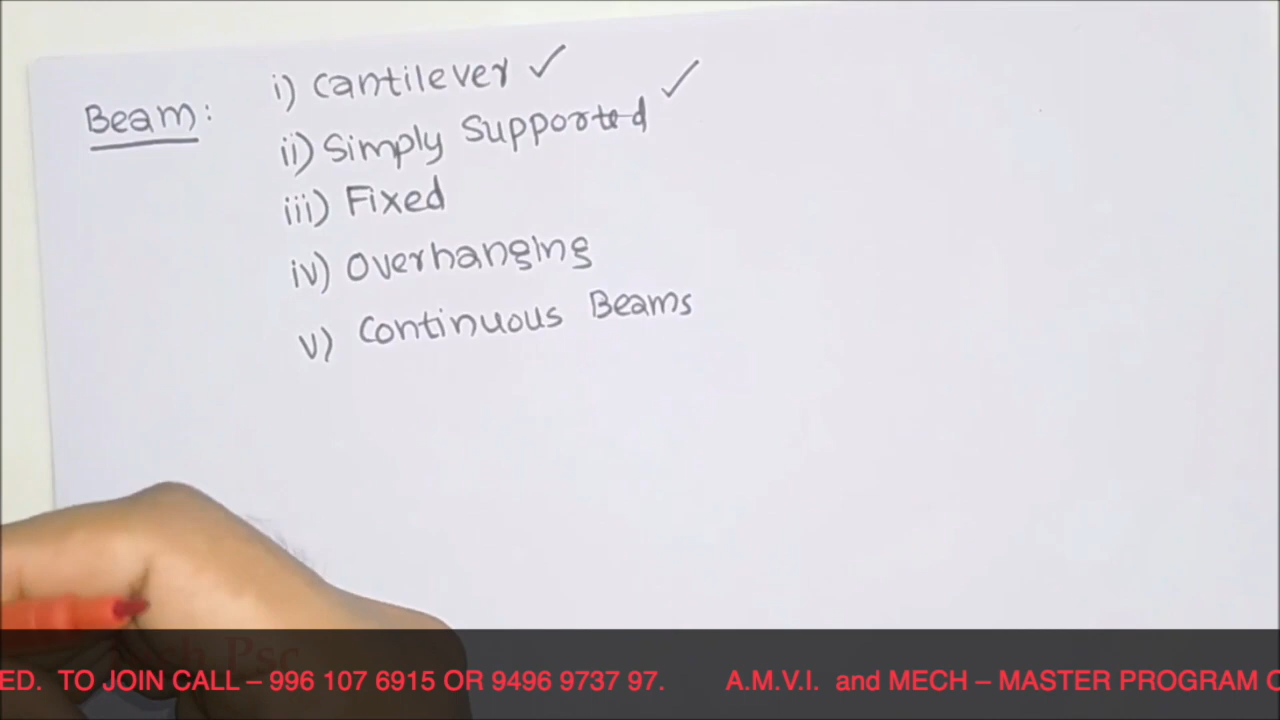 Beam:
i) Cantilever ✓
ii) Simply Supported ✓
iii) Fixed
iv) Overhanging
v) Continuous Beams
Psc
ED. TO JOIN CALL – 996 107 6915 OR 9496 9737 97. A.M.V.I. and MECH – MASTER PROGRAM